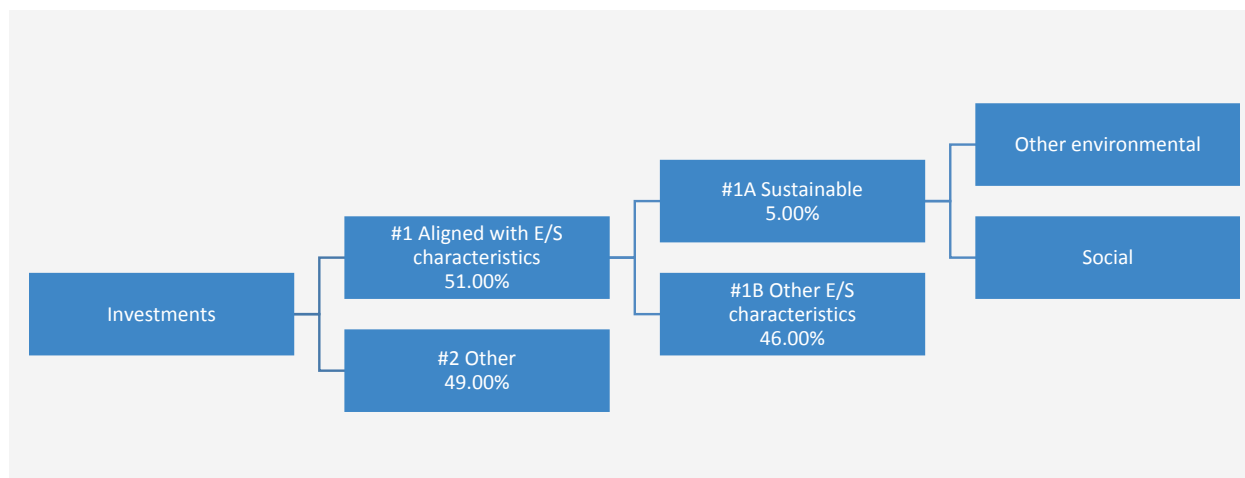 Investments
#1 Aligned with E/S
characteristics
51.00%
#2 Other
49.00%
#1A Sustainable
5.00%
#1B Other E/S
characteristics
46.00%
Other environmental
Social